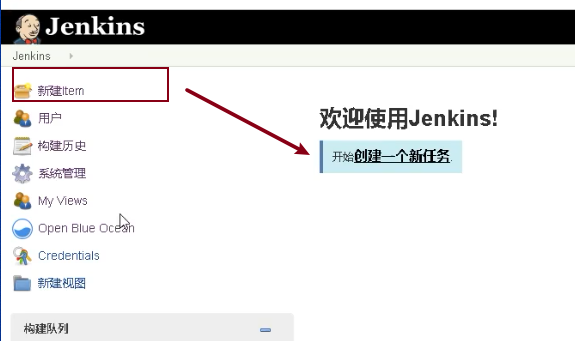 Jenkins
Jenkins
新建Item
用户
构建历史
系统管理
My Views
Open Blue Ocean
Credentials
新建视图
构建队列
欢迎使用Jenkins!
开始创建一个新任务.